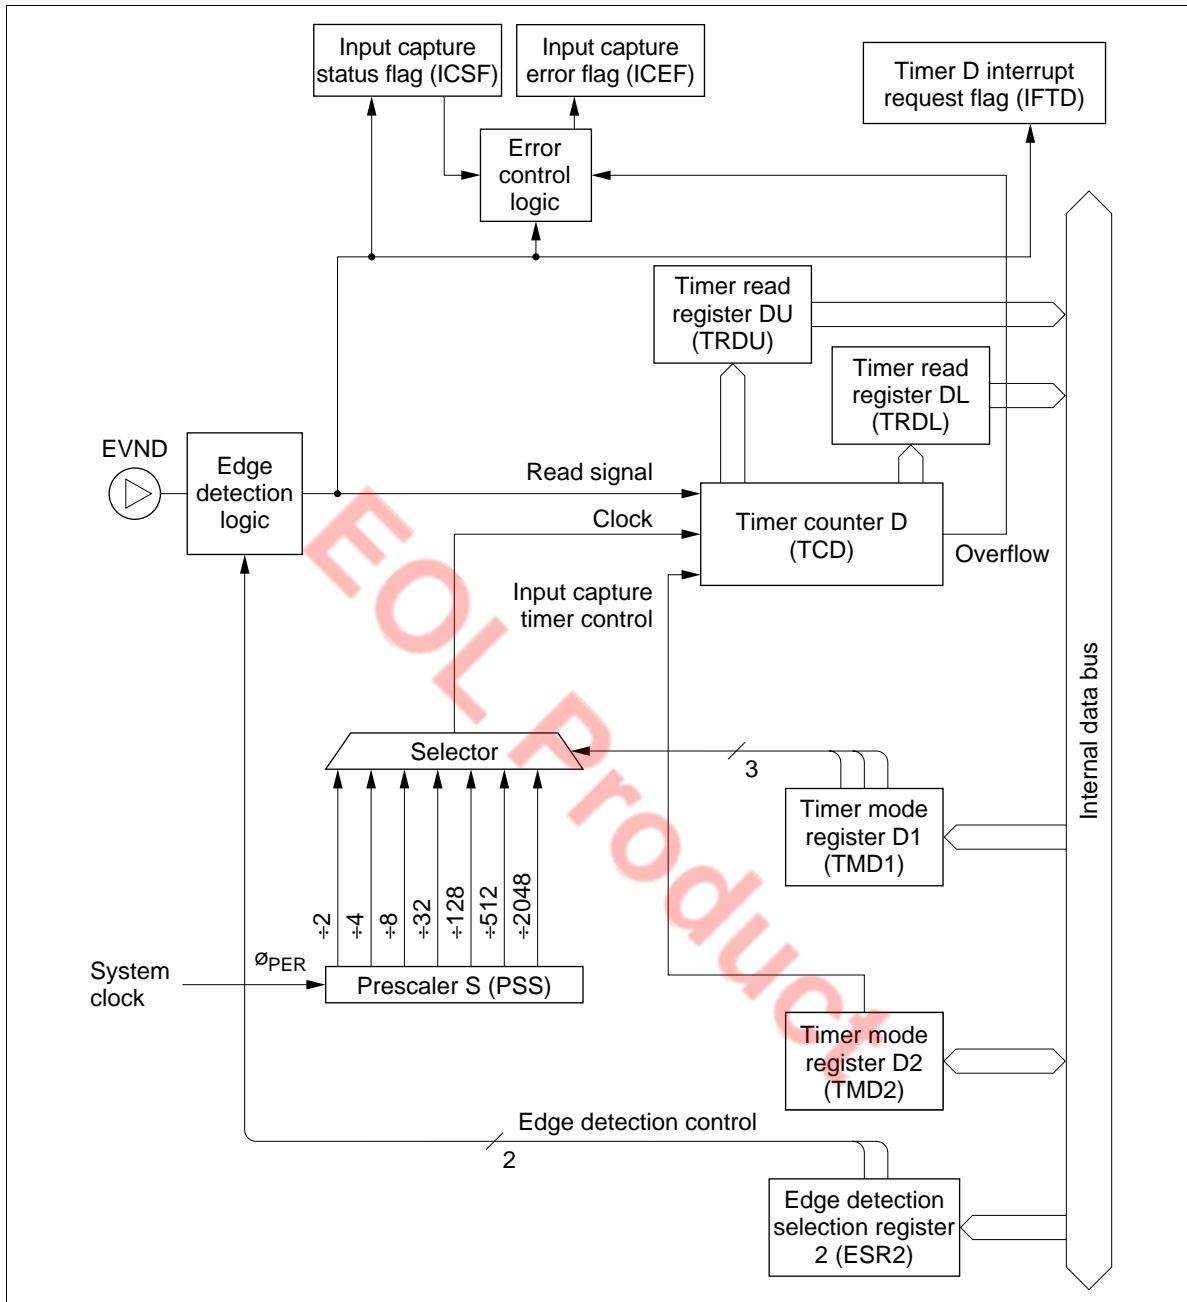 Input capture
status flag (ICSF)
Input capture
error flag (ICEF)
Timer D interrupt
request flag (IFTD)
Error
control
logic
Timer read
register DU
(TRDU)
Timer read
register DL
(TRDL)
EVND
Edge
detection
logic
Read signal
Clock
Timer counter D
(TCD)
Overflow
Input capture
timer control
Internal data bus
Selector
3
Timer mode
register D1
(TMD1)
÷2
÷4
÷8
÷32
÷128
÷512
÷2048
System
clock
øPER
Prescaler S (PSS)
Timer mode
register D2
(TMD2)
Edge detection control
2
Edge detection
selection register
2 (ESR2)
EOL Product